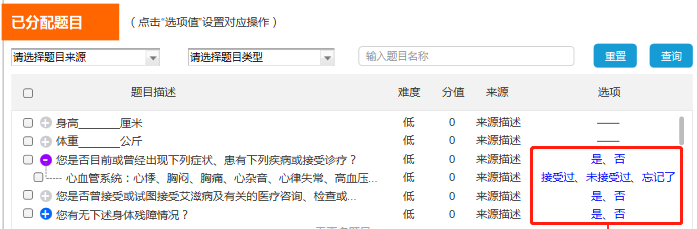 已分配题目 （点击“选项值”设置对应操作）
请选择题目来源 请选择题目类型 输入题目名称 重置 查询
题目描述 难度 分值 来源 选项
身高______厘米 低 0 来源描述 ——
体重______公斤 低 0 来源描述 ——
您是否目前或曾经出现下列症状、患有下列疾病或接受诊疗？ 低 0 来源描述 是、否
心血管系统：心悸、胸闷、胸痛、心杂音、心律失常、高血压... 低 0 来源描述 接受过、未接受过、忘记了
您是否曾接受或试图接受艾滋病及有关的医疗咨询、检查或... 低 0 来源描述 是、否
您有无下述身体残障情况？ 低 0 来源描述 是、否